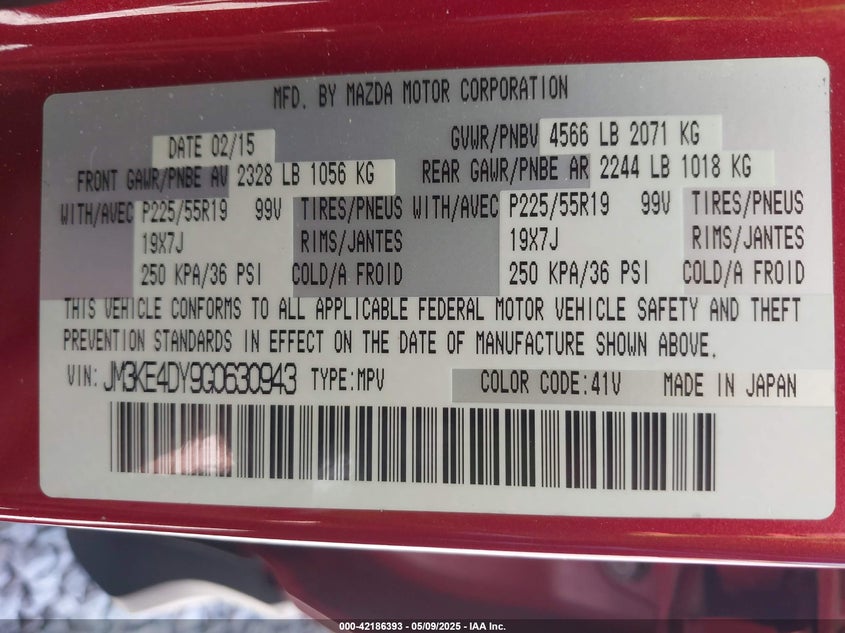 MFD. BY MAZDA MOTOR CORPORATION
DATE 02/15 GVWR/PNBV 4566 LB 2071 KG
FRONT GAWR/PNBE AV 2328 LB 1056 KG REAR GAWR/PNBE AR 2244 LB 1018 KG
WITH/AVEC P225/55R19 99V TIRES/PNEUS WITH/AVEC P225/55R19 99V TIRES/PNEUS
19X7J RIMS/JANTES 19X7J RIMS/JANTES
250 KPA/36 PSI COLD/A FROID 250 KPA/36 PSI COLD/A FROID
THIS VEHICLE CONFORMS TO ALL APPLICABLE FEDERAL MOTOR VEHICLE SAFETY AND THEFT
PREVENTION STANDARDS IN EFFECT ON THE DATE OF MANUFACTURE SHOWN ABOVE.
VIN: JM3KE4DY9G0630943 TYPE:MPV COLOR CODE:41V MADE IN JAPAN
000-42186393 - 05/09/2025 - IAA Inc.